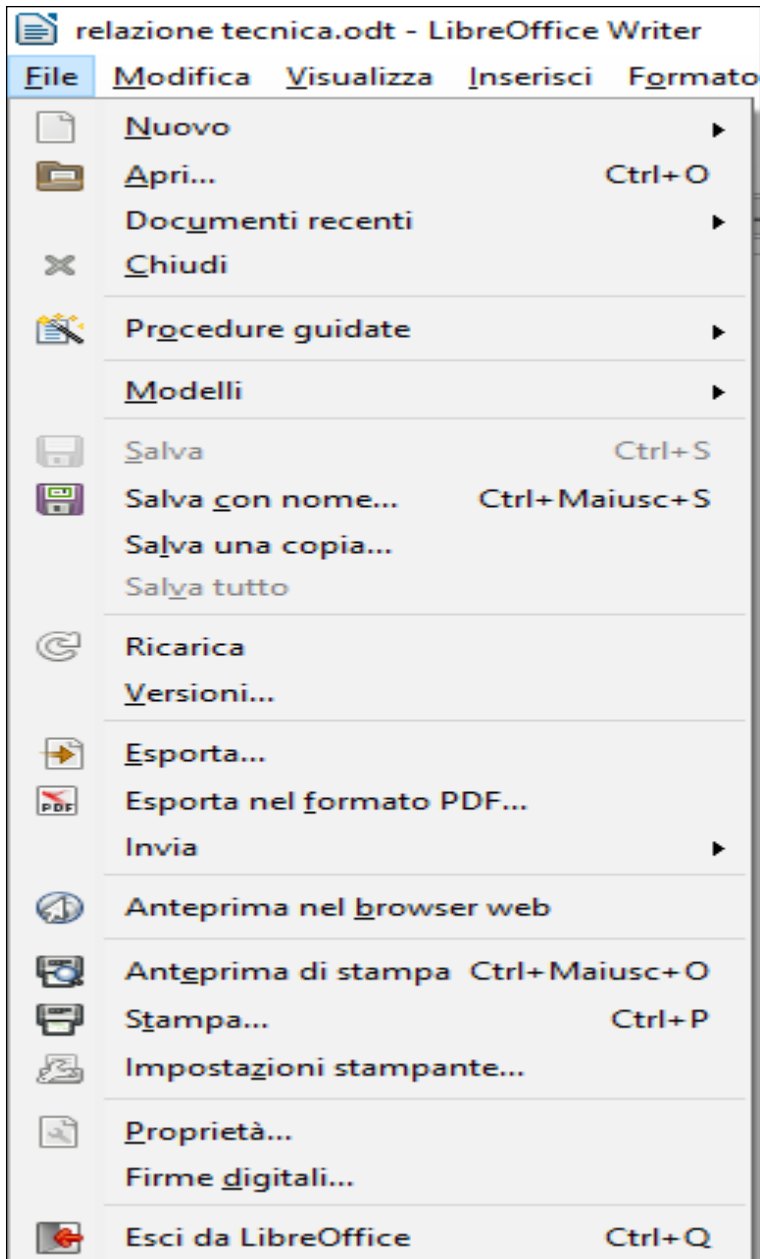 relazione tecnica.odt - LibreOffice Writer
File Modifica Visualizza Inserisci Formato
Nuovo
Apri... Ctrl+O
Documenti recenti
Chiudi
Procedure guidate
Modelli
Salva Ctrl+S
Salva con nome... Ctrl+Maiusc+S
Salva una copia...
Salva tutto
Ricarica
Versioni...
Esporta...
PDF Esporta nel formato PDF...
Invia
Anteprima nel browser web
Anteprima di stampa Ctrl+Maiusc+O
Stampa... Ctrl+P
Impostazioni stampante...
Proprietà...
Firme digitali...
Esci da LibreOffice Ctrl+Q